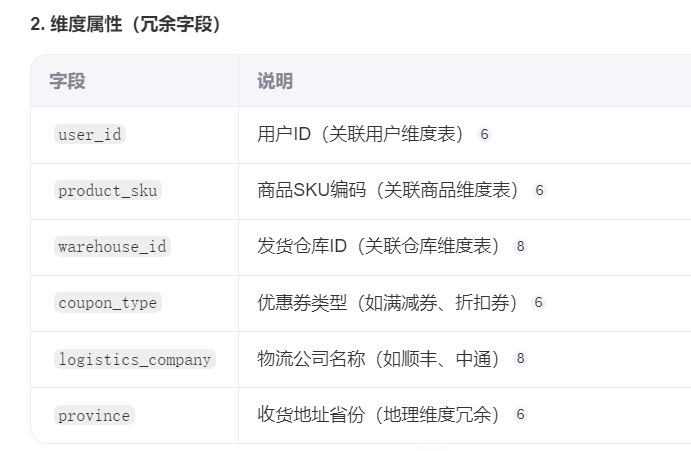 2. 维度属性（冗余字段）
字段 说明
user_id 用户ID（关联用户维度表） 6
product_sku 商品SKU编码（关联商品维度表） 6
warehouse_id 发货仓库ID（关联仓库维度表） 8
coupon_type 优惠券类型（如满减券、折扣券） 6
logistics_company 物流公司名称（如顺丰、中通） 8
province 收货地址省份（地理维度冗余） 6